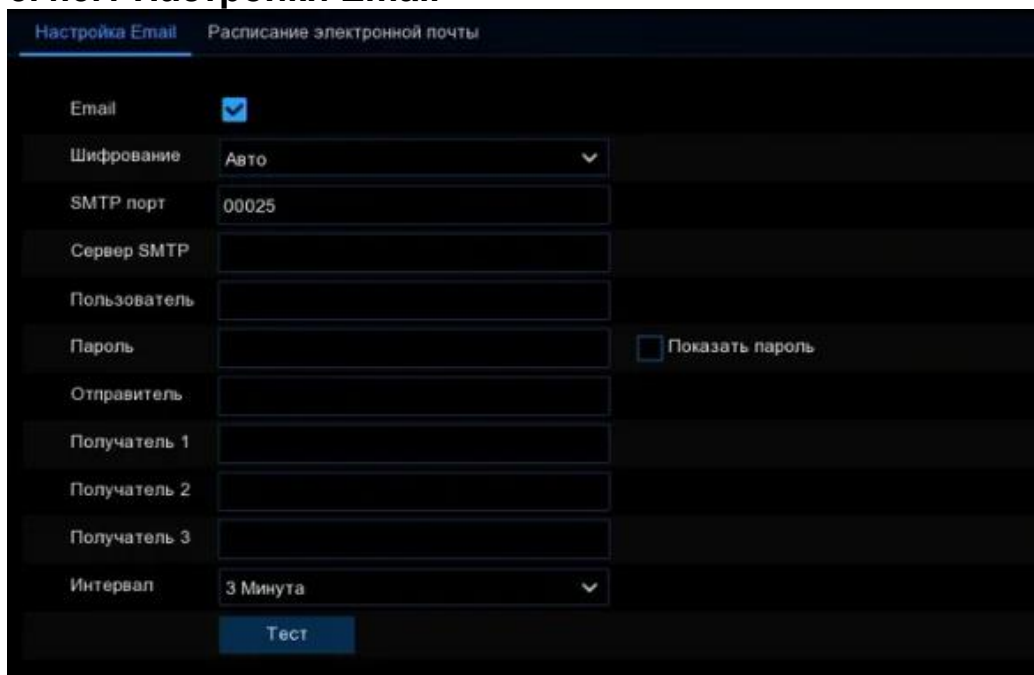 Настройка Email Расписание электронной почты
Email
Шифрование Авто
SMTP порт 00025
Сервер SMTP
Пользователь
Пароль Показать пароль
Отправитель
Получатель 1
Получатель 2
Получатель 3
Интервал 3 Минута
Тест